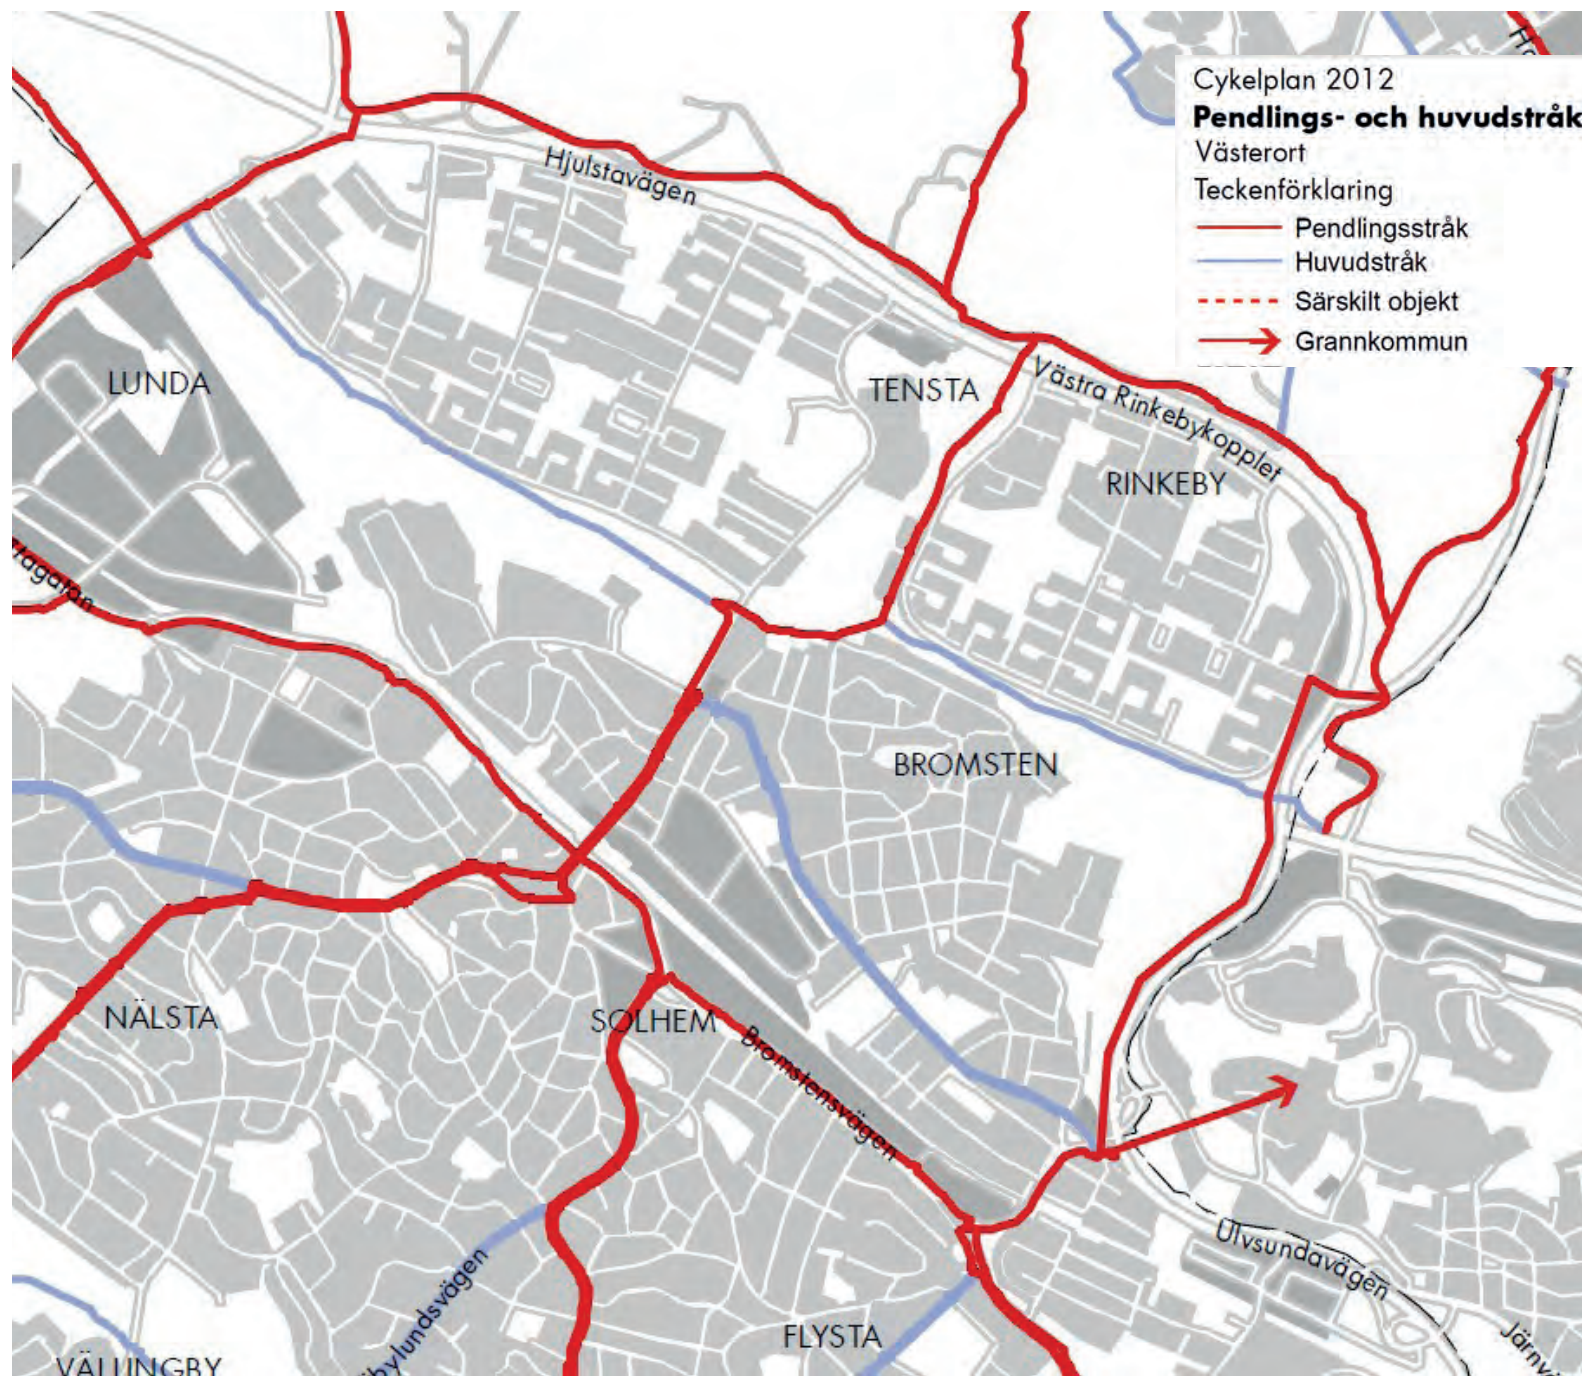 Cykelplan 2012
Pendlings- och huvudstråk
Västerort
Teckenförklaring
Pendlingsstråk
Huvudstråk
Särskilt objekt
Grannkommun
Hjulstavägen
LUNDA
TENSTA
Västra Rinkebykopplet
RINKEBY
BROMSTEN
NÄLSTA
SOLHEM
Bromstensvägen
Ulvsundavägen
FLYSTA
VÄLLINGBY